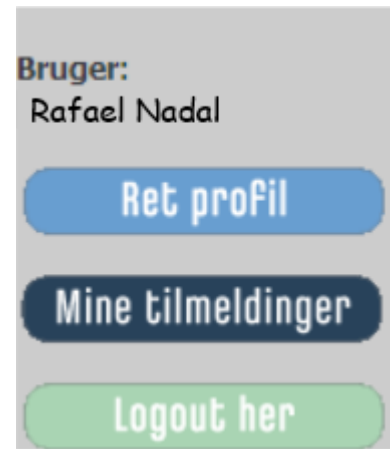 Bruger:
Rafael Nadal
Ret profil
Mine tilmeldinger
Logout her